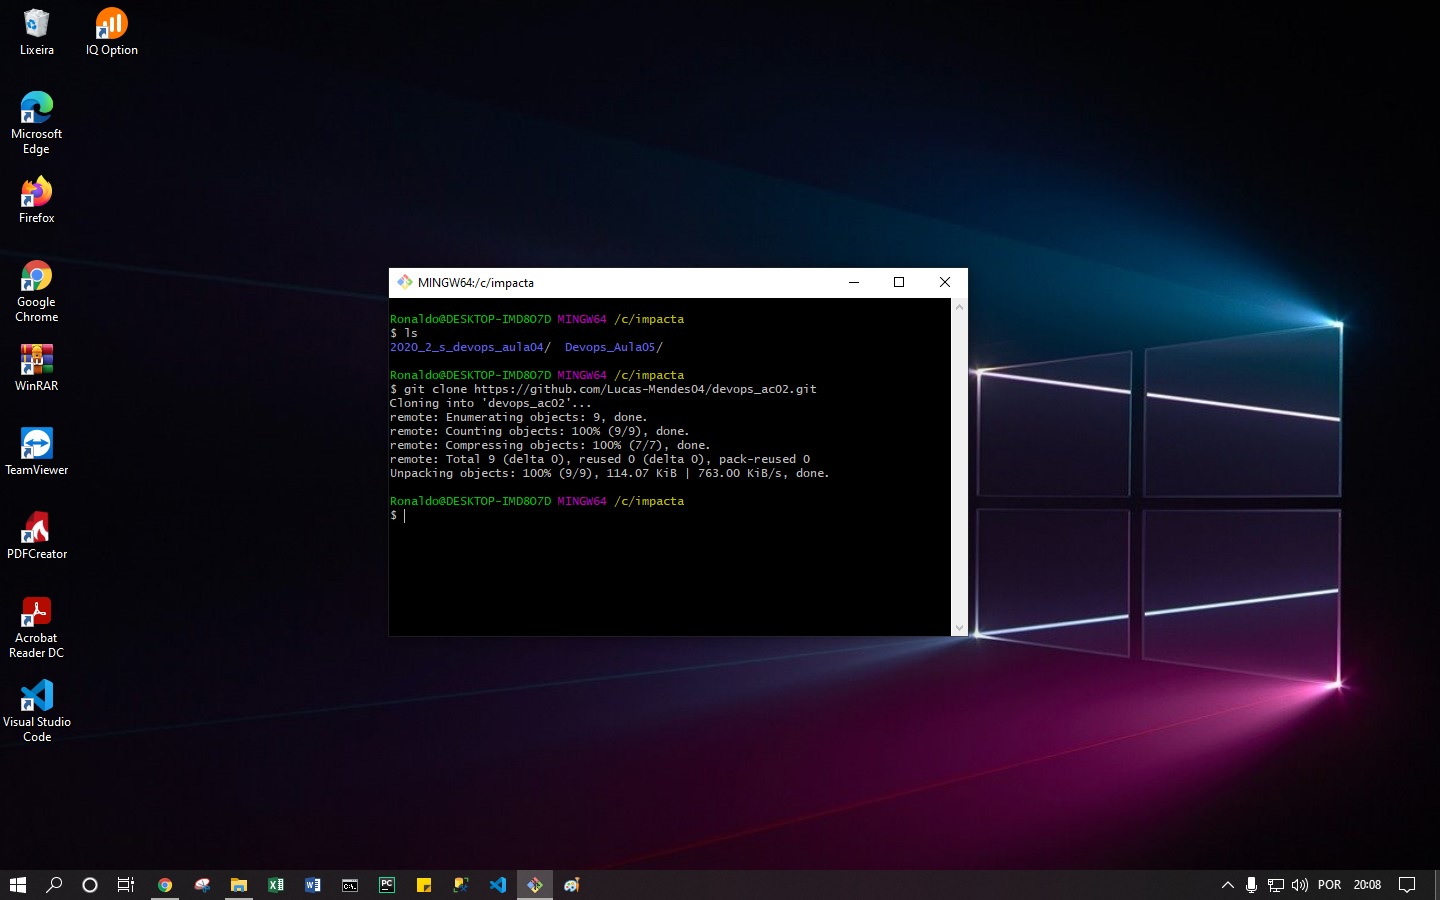 Lixeira
IQ Option
Microsoft
Edge
Firefox
Google
Chrome
WinRAR
TeamViewer
PDFCreator
Acrobat
Reader DC
Visual Studio
Code
MINGW64:/c/impacta
Ronaldo@DESKTOP-IMD8O7D MINGW64 /c/impacta
$ ls
2020_2_s_devops_aula04/  Devops_Aula05/
Ronaldo@DESKTOP-IMD8O7D MINGW64 /c/impacta
$ git clone https://github.com/Lucas-Mendes04/devops_ac02.git
Cloning into 'devops_ac02'...
remote: Enumerating objects: 9, done.
remote: Counting objects: 100% (9/9), done.
remote: Compressing objects: 100% (7/7), done.
remote: Total 9 (delta 0), reused 0 (delta 0), pack-reused 0
Unpacking objects: 100% (9/9), 114.07 KiB | 763.00 KiB/s, done.
Ronaldo@DESKTOP-IMD8O7D MINGW64 /c/impacta
$
POR
20:08